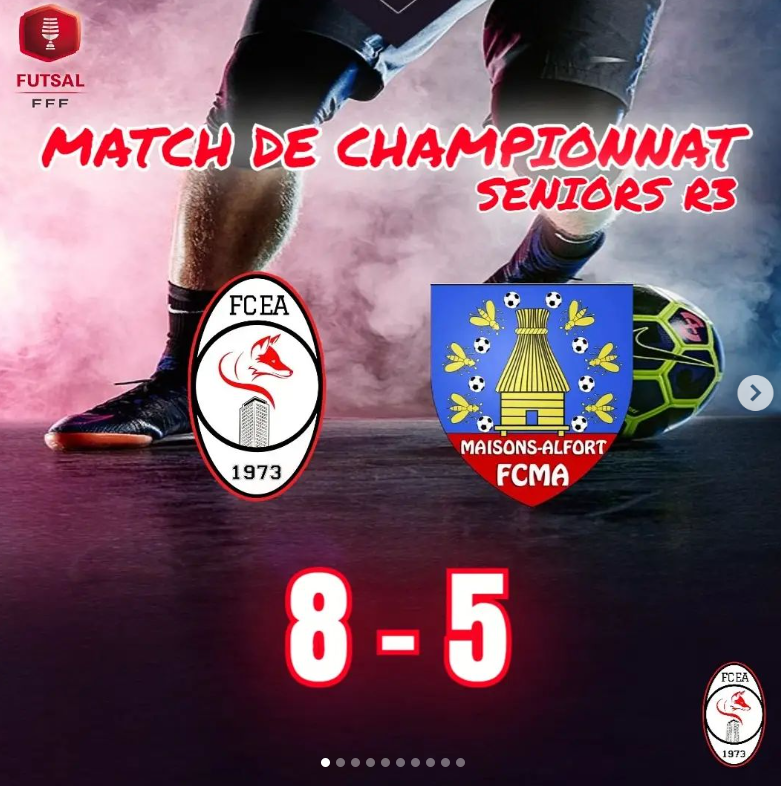 FUTSAL
FFF
MATCH DE CHAMPIONNAT
SENIORS R3
FCEA
1973
MAISONS-ALFORT
FCMA
8 - 5
FCEA
1973